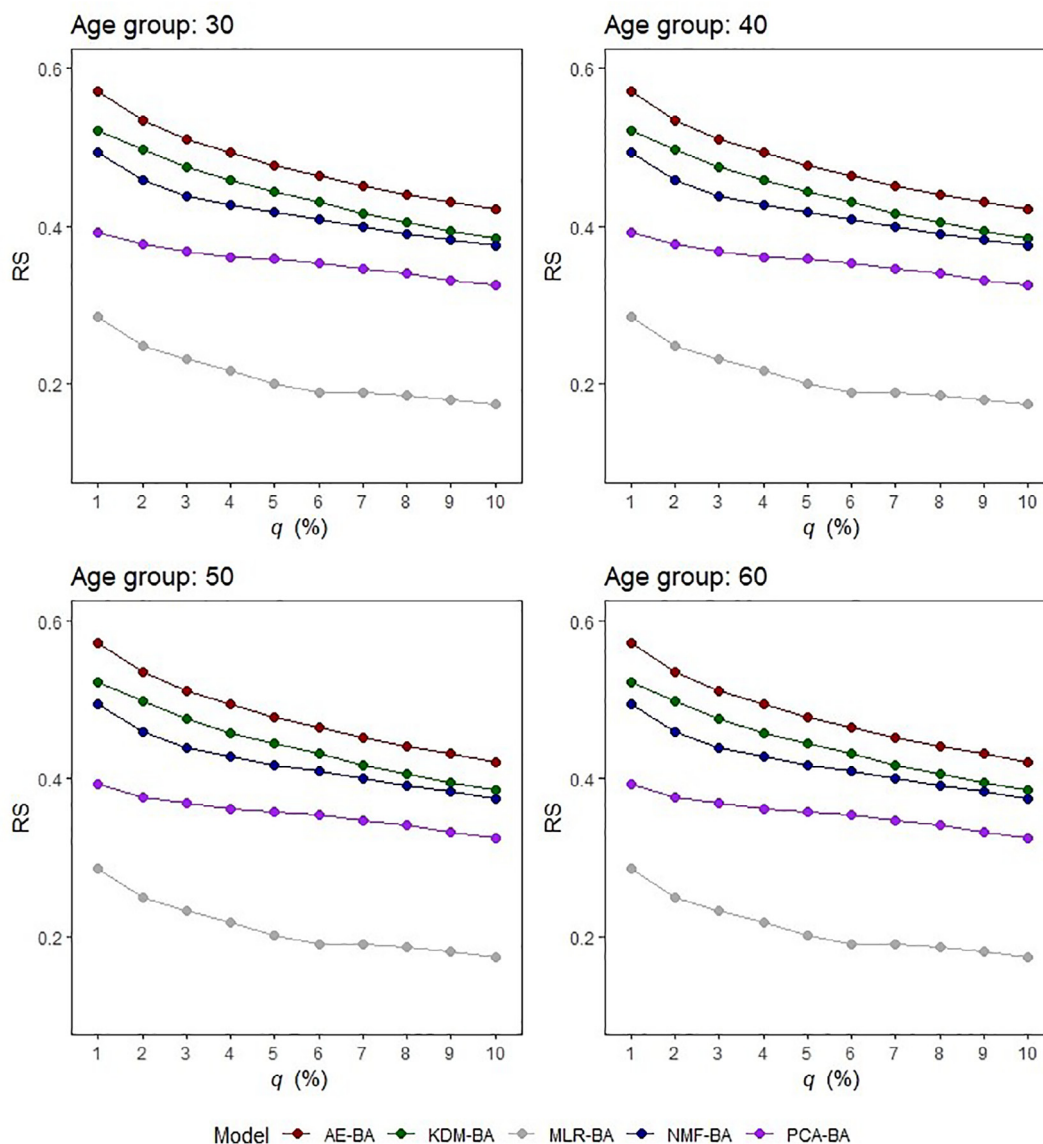 Age group: 30
0.6
0.4
0.2
RS
1 2 3 4 5 6 7 8 9 10
q (%)
Age group: 40
0.6
0.4
0.2
RS
1 2 3 4 5 6 7 8 9 10
q (%)
Age group: 50
0.6
0.4
0.2
RS
1 2 3 4 5 6 7 8 9 10
q (%)
Age group: 60
0.6
0.4
0.2
RS
1 2 3 4 5 6 7 8 9 10
q (%)
Model AE-BA KDM-BA MLR-BA NMF-BA PCA-BA